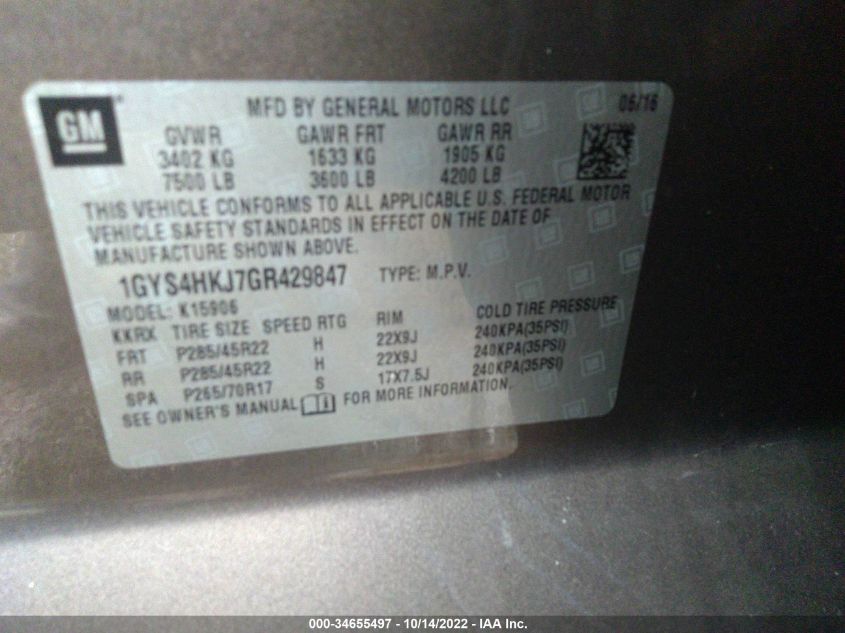 GM MFD BY GENERAL MOTORS LLC 06/16
GVWR GAWR FRT GAWR RR
3402 KG 1633 KG 1905 KG
7500 LB 3600 LB 4200 LB
THIS VEHICLE CONFORMS TO ALL APPLICABLE U.S. FEDERAL MOTOR
VEHICLE SAFETY STANDARDS IN EFFECT ON THE DATE OF
MANUFACTURE SHOWN ABOVE.
1GYS4HKJ7GR429847 TYPE: M.P.V.
MODEL: K15906
KKRX TIRE SIZE SPEED RTG RIM COLD TIRE PRESSURE
FRT P285/45R22 H 22X9J 240KPA(35PSI)
RR P285/45R22 H 22X9J 240KPA(35PSI)
SPA P265/70R17 S 17X7.5J 240KPA(35PSI)
SEE OWNER'S MANUAL FOR MORE INFORMATION.
000-34655497 - 10/14/2022 - IAA Inc.